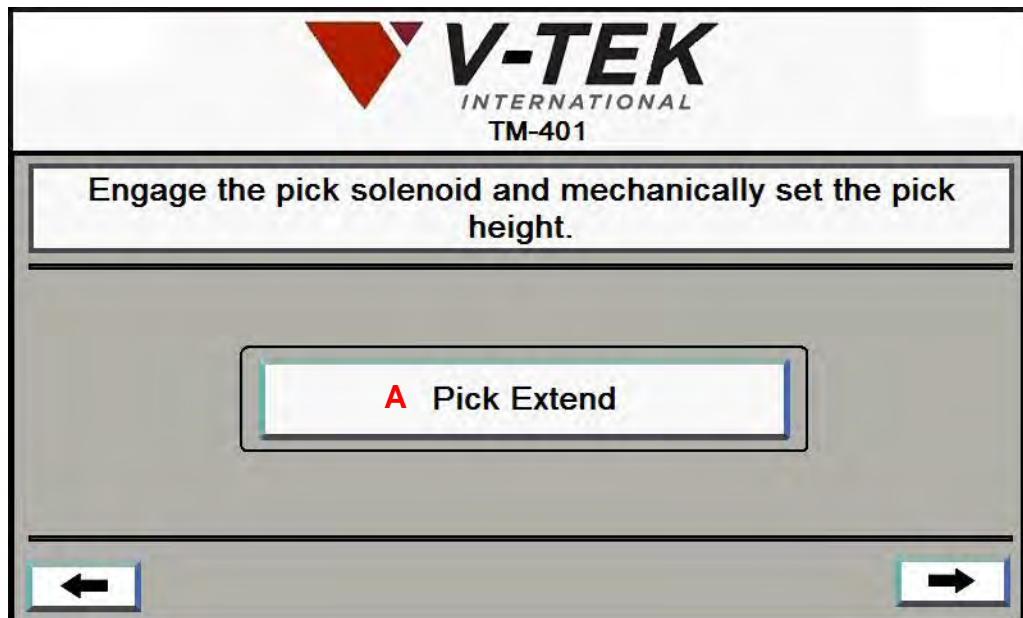 V-TEK
INTERNATIONAL
TM-401
Engage the pick solenoid and mechanically set the pick
height.
A Pick Extend